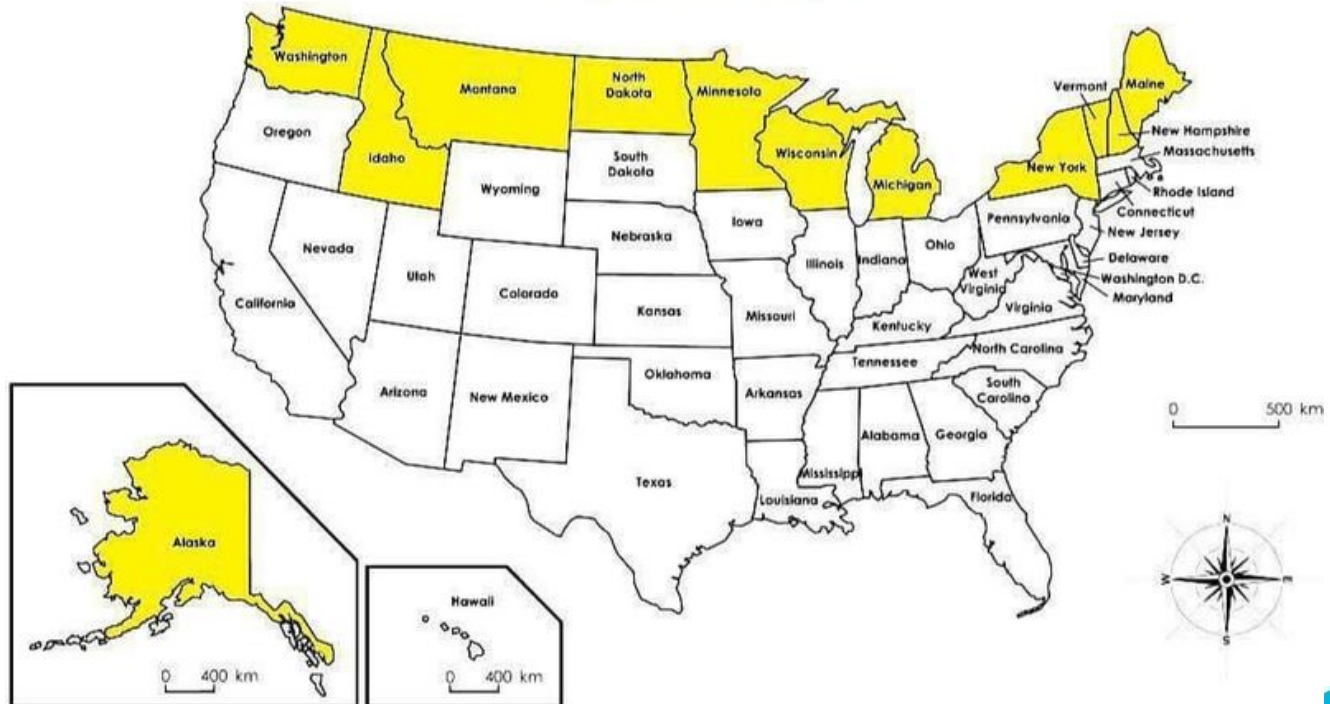 Washington
Montana
North
Dakota
Minnesota
Vermont
Maine
Oregon
Idaho
Wisconsin
New Hampshire
Massachusetts
South
Dakota
New York
Wyoming
Michigan
Rhode Island
Connecticut
Iowa
Pennsylvania
New Jersey
Nebraska
Nevada
Ohio
Illinois
Indiana
Delaware
Utah
West
Virginia
Washington D.C.
Colorado
Maryland
California
Kansas
Missouri
Virginia
Kentucky
North Carolina
Tennessee
Oklahoma
South
Carolina
Arizona
New Mexico
Arkansas
0 500 km
Alabama
Georgia
Mississippi
Texas
Louisiana
Florida
N
W E
S
Alaska
Hawaii
0 400 km
0 400 km